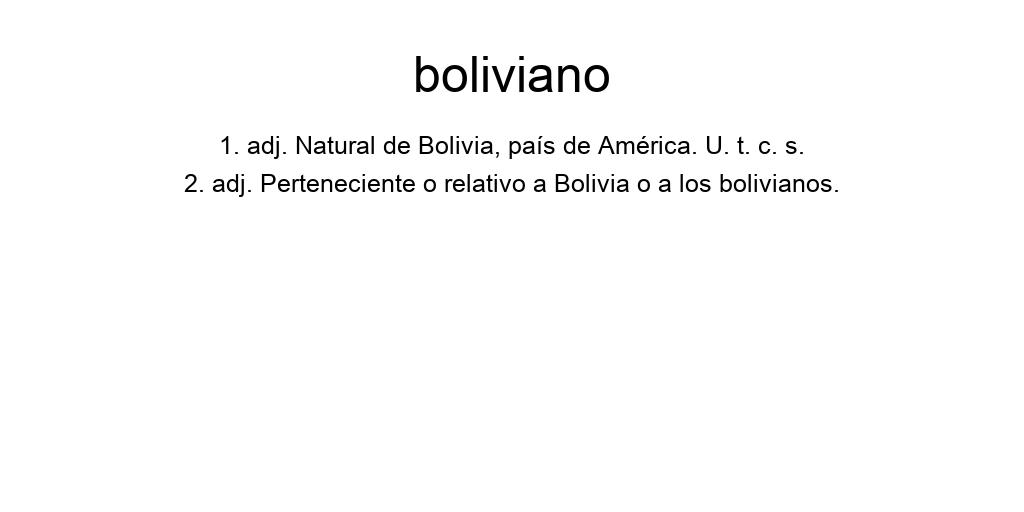 boliviano
1. adj. Natural de Bolivia, país de América. U. t. c. s.
2. adj. Perteneciente o relativo a Bolivia o a los bolivianos.